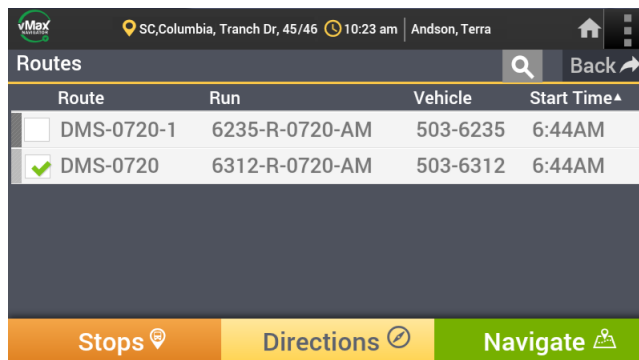 vMax
NAVIGATOR
SC,Columbia, Tranch Dr, 45/46 10:23 am Andson, Terra
Routes Back
Route Run Vehicle Start Time
DMS-0720-1 6235-R-0720-AM 503-6235 6:44AM
DMS-0720 6312-R-0720-AM 503-6312 6:44AM
Stops Directions Navigate